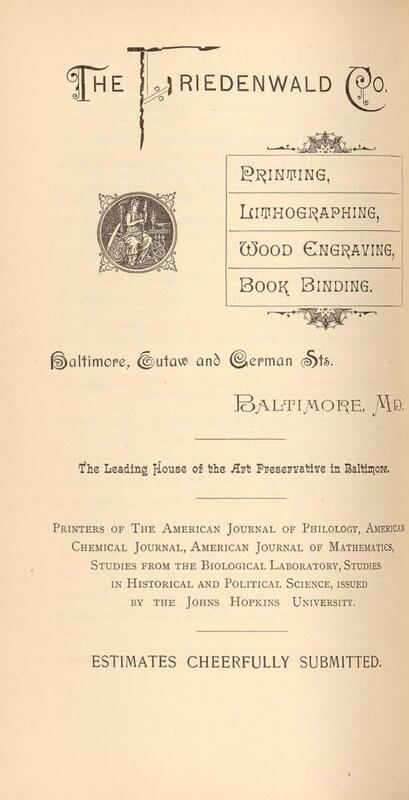 The Friedenwald Co.
Printing,
Lithographing,
Wood Engraving,
Book Binding.
Baltimore, Eutaw and German Sts.
Baltimore, Md.
The Leading House of the Art Preservative in Baltimore.
Printers of The American Journal of Philology, American
Chemical Journal, American Journal of Mathematics,
Studies from the Biological Laboratory, Studies
in Historical and Political Science, issued
by the Johns Hopkins University.
ESTIMATES CHEERFULLY SUBMITTED.